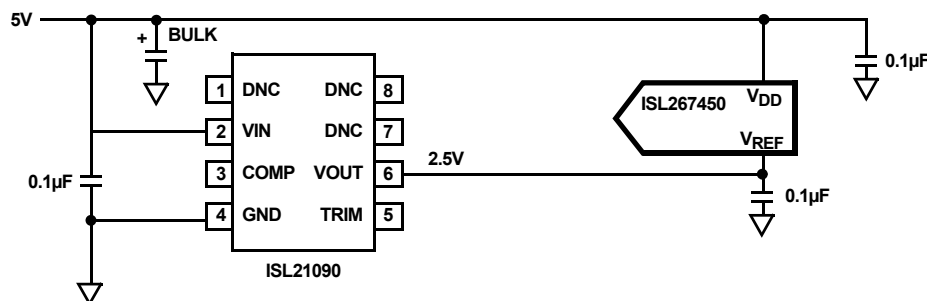 5V
+ BULK
0.1µF
1 DNC DNC 8
ISL267450
VDD
2 VIN DNC 7
VREF
3 COMP VOUT 6
2.5V
0.1µF
0.1µF
4 GND TRIM 5
ISL21090